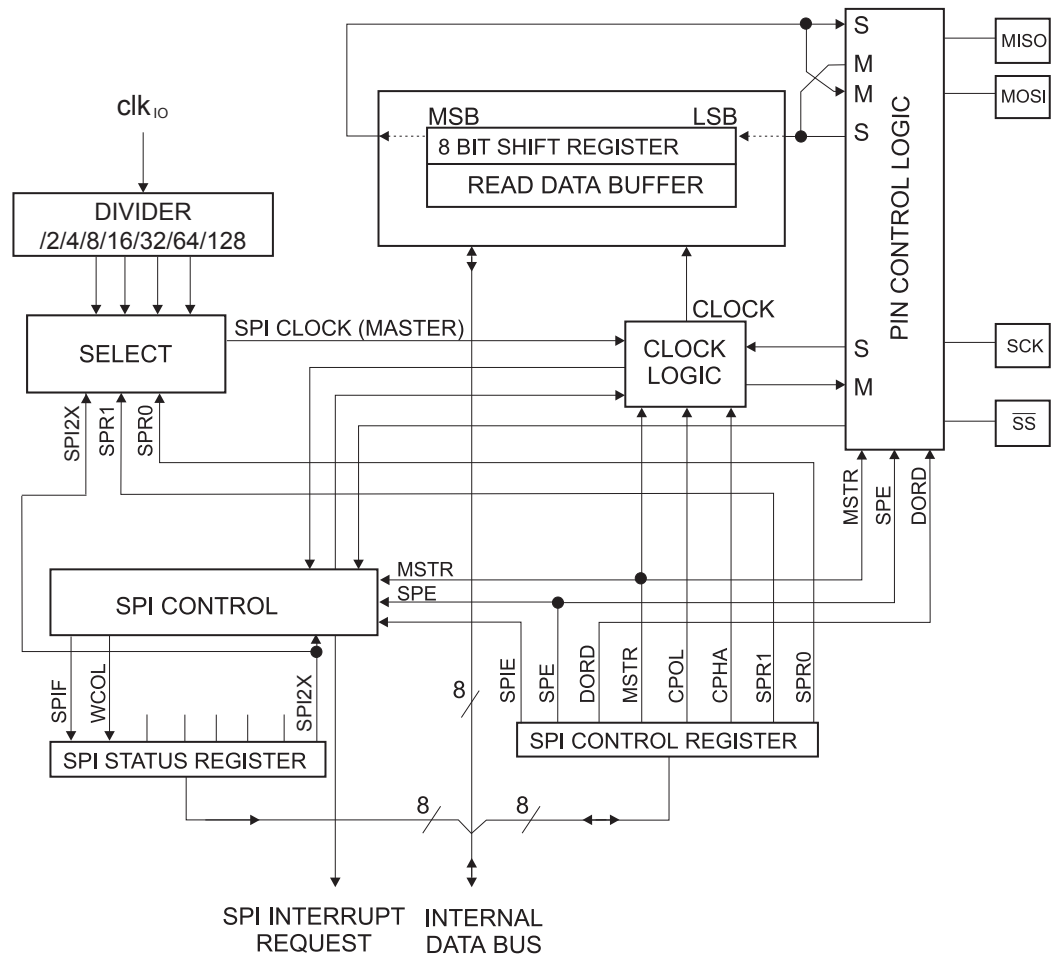 S
MISO
M
M
MOSI
clk IO
MSB
LSB
S
8 BIT SHIFT REGISTER
READ DATA BUFFER
DIVIDER
/2/4/8/16/32/64/128
PIN CONTROL LOGIC
CLOCK
SPI CLOCK (MASTER)
SELECT
CLOCK
LOGIC
S
SCK
M
SPI2X
SPR1
SPR0
SS
MSTR
SPE
DORD
MSTR
SPE
SPI CONTROL
SPIF
WCOL
SPI2X
8
SPIE
SPE
DORD
MSTR
CPOL
CPHA
SPR1
SPR0
SPI STATUS REGISTER
SPI CONTROL REGISTER
8
8
SPI INTERRUPT
REQUEST
INTERNAL
DATA BUS